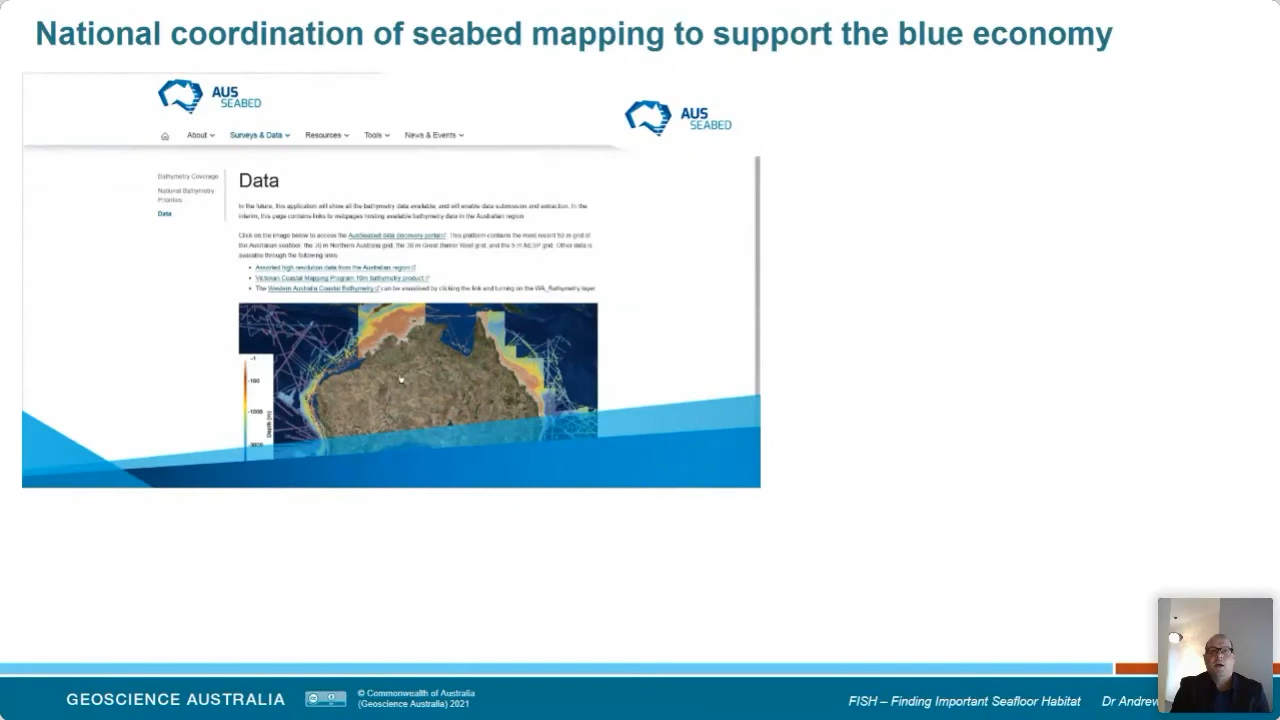 National coordination of seabed mapping to support the blue economy
AUS
SEABED
AUS
SEABED
About
Surveys & Data
Resources
Tools
News & Events
Bathymetry Coverage
National Bathymetry
Priorities
Data
Data
In the future, this application will show all the bathymetry data available, and will enable data submission and extraction. In the
interim, this page contains links to webpages hosting available bathymetry data in the Australian region
Click on the image below to access the AusSeabed data discovery portal. This platform contains the most recent 50 m grid of
the Australian seafloor, the 30 m Northern Australia grid, the 30 m Great Barrier Reef grid, and the 5 m grid. Other data is
available through the following links:
• Assorted high resolution data from the Australian region
• Victorian Coastal Mapping Program 10m bathymetry product
• The Western Australia Coastal Bathymetry can be visualised by clicking the link and turning on the WA_Bathymetry layer
-1
-100
-1000
-3000
Depth (m)
GEOSCIENCE AUSTRALIA
© Commonwealth of Australia
(Geoscience Australia) 2021
FISH – Finding Important Seafloor Habitat
Dr Andrew